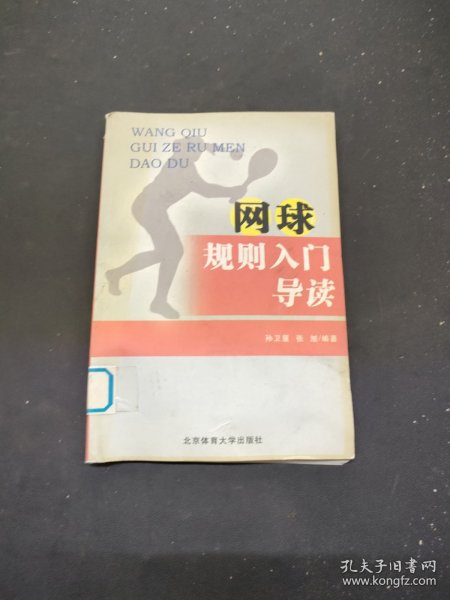 WANG QIU
GUI ZE RU MEN
DAO DU
网球
规则入门
导读
孙卫星 张旭/编著
北京体育大学出版社
孔夫子旧书网
www.kongfz.com